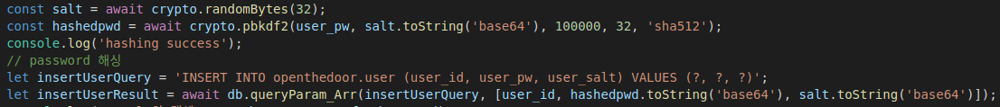 const salt = await crypto.randomBytes(32);
const hashedpwd = await crypto.pbkdf2(user_pw, salt.toString('base64'), 100000, 32, 'sha512');
console.log('hashing success');
// password 해싱
let insertUserQuery = 'INSERT INTO openthedoor.user (user_id, user_pw, user_salt) VALUES (?, ?, ?)';
let insertUserResult = await db.queryParam_Arr(insertUserQuery, [user_id, hashedpwd.toString('base64'), salt.toString('base64')]);